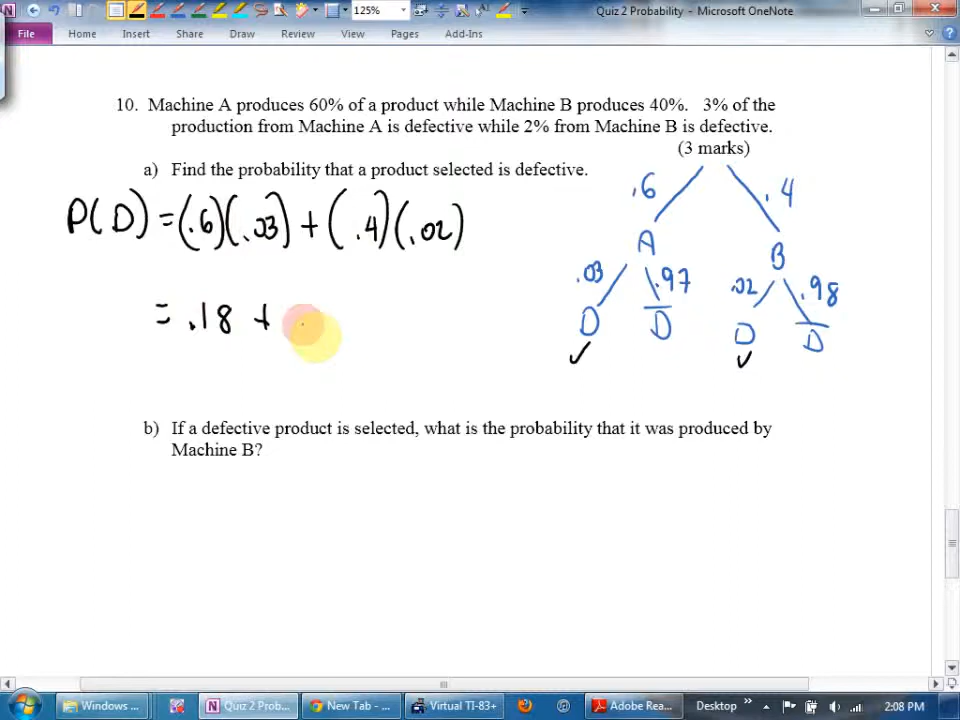 Quiz 2 Probability - Microsoft OneNote
125%
File Home Insert Share Draw Review View Pages Add-Ins
10. Machine A produces 60% of a product while Machine B produces 40%. 3% of the
production from Machine A is defective while 2% from Machine B is defective.
(3 marks)
a) Find the probability that a product selected is defective.
.6 .4
P(D) = (.6)(.03) + (.4)(.02)
A B
.03 .97 .02 .98
= .18 +
D D̅ D D̅
b) If a defective product is selected, what is the probability that it was produced by
Machine B?
Windows ... Quiz 2 Prob... New Tab - ... Virtual TI-83+ Adobe Rea... Desktop » 2:08 PM